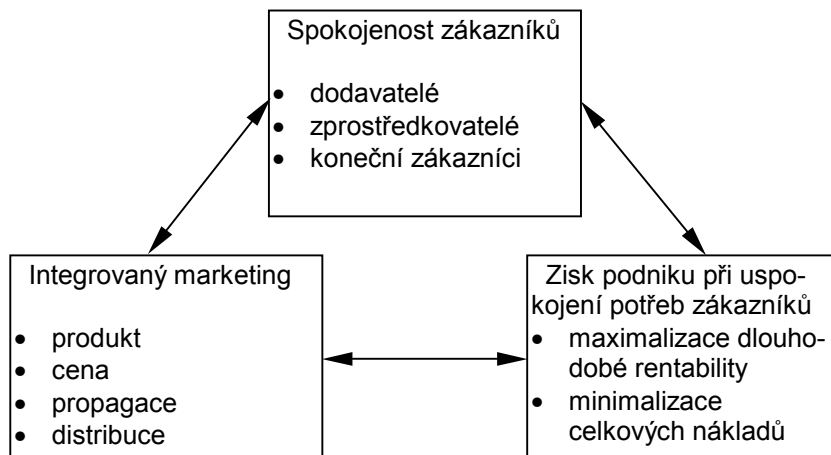 Spokojenost zákazníků
• dodavatelé
• zprostředkovatelé
• koneční zákazníci
Integrovaný marketing
• produkt
• cena
• propagace
• distribuce
Zisk podniku při uspo-
kojení potřeb zákazníků
• maximalizace dlouho-
dobé rentability
• minimalizace
celkových nákladů